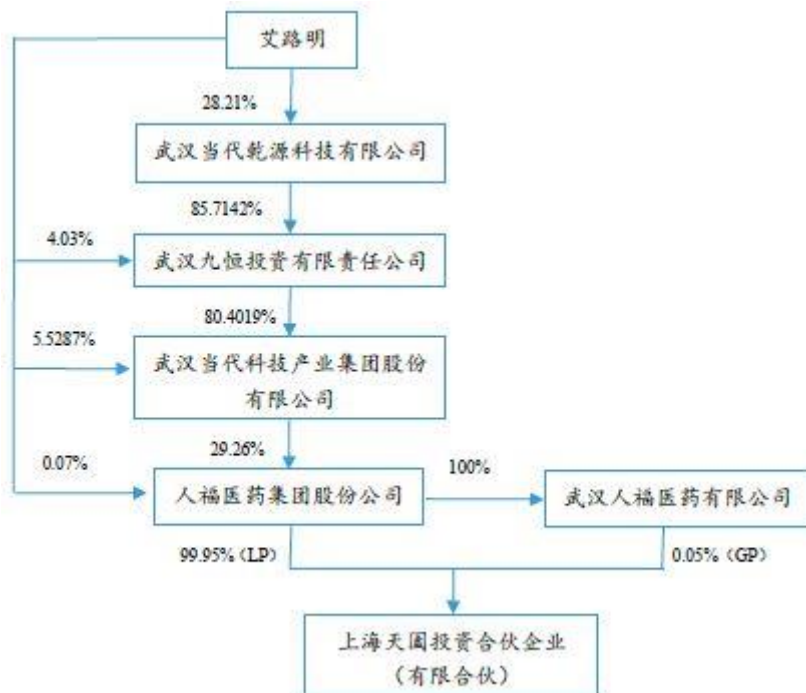 艾路明
28.21%
武汉当代乾源科技有限公司
85.7142%
4.03%
武汉九恒投资有限责任公司
80.4019%
5.5287%
武汉当代科技产业集团股份
有限公司
29.26%
0.07%
100%
人福医药集团股份公司
武汉人福医药有限公司
99.95%（LP）
0.05%（GP）
上海天阖投资合伙企业
（有限合伙）